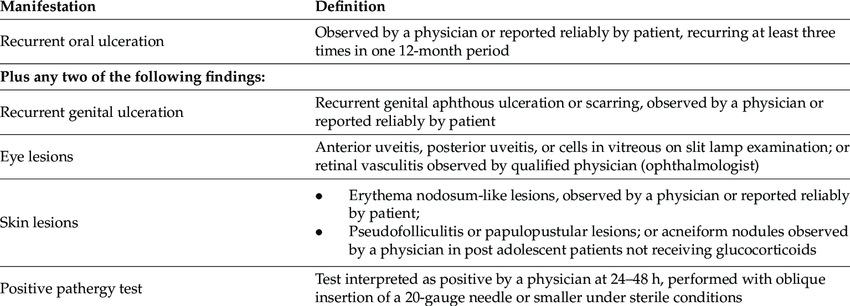 Manifestation Definition
Recurrent oral ulceration
Observed by a physician or reported reliably by patient, recurring at least three
times in one 12-month period
Plus any two of the following findings:
Recurrent genital ulceration
Recurrent genital aphthous ulceration or scarring, observed by a physician or
reported reliably by patient
Eye lesions
Anterior uveitis, posterior uveitis, or cells in vitreous on slit lamp examination; or
retinal vasculitis observed by qualified physician (ophthalmologist)
Skin lesions
• Erythema nodosum-like lesions, observed by a physician or reported reliably
by patient;
• Pseudofolliculitis or papulopustular lesions; or acneiform nodules observed
by a physician in post adolescent patients not receiving glucocorticoids
Positive pathergy test
Test interpreted as positive by a physician at 24–48 h, performed with oblique
insertion of a 20-gauge needle or smaller under sterile conditions